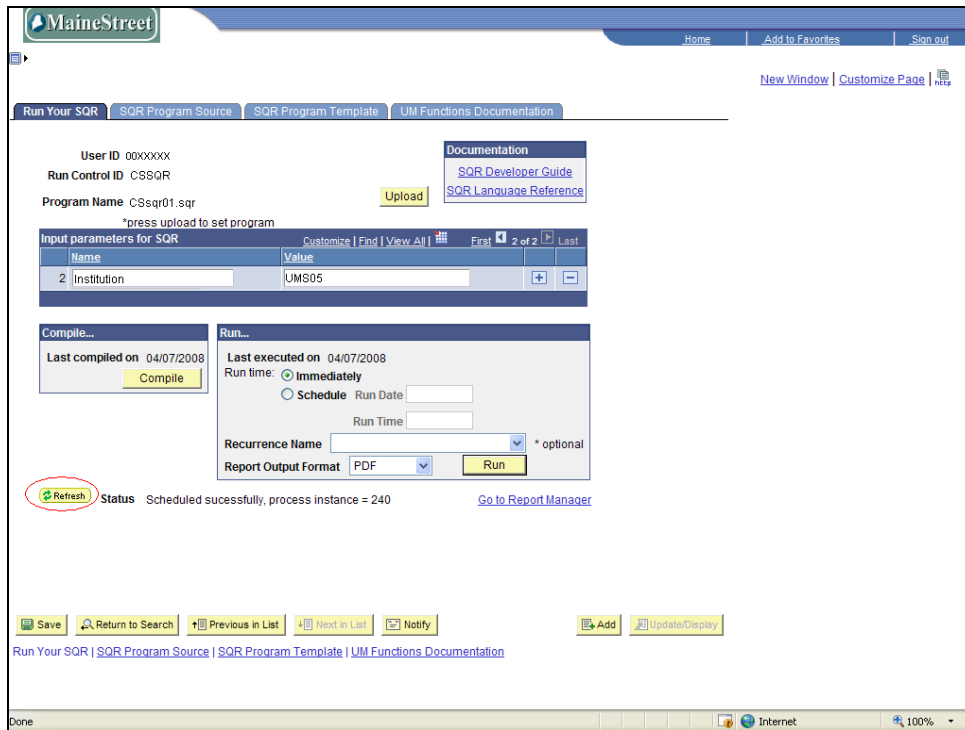 MaineStreet
Home | Add to Favorites | Sign out
New Window | Customize Page | http
Run Your SQR SQR Program Source SQR Program Template UM Functions Documentation
User ID 00XXXXX
Run Control ID CSSQR
Program Name CSsqr01.sqr
Upload
*press upload to set program
Documentation
SQR Developer Guide
SQR Language Reference
Input parameters for SQR Customize | Find | View All | First 2 of 2 Last
Name Value
2 Institution UMS05
Compile...
Last compiled on 04/07/2008
Compile
Run...
Last executed on 04/07/2008
Run time: Immediately
Schedule Run Date
Run Time
Recurrence Name * optional
Report Output Format PDF Run
Refresh Status Scheduled sucessfully, process instance = 240 Go to Report Manager
Save Return to Search Previous in List Next in List Notify Add Update/Display
Run Your SQR | SQR Program Source | SQR Program Template | UM Functions Documentation
Done Internet 100%